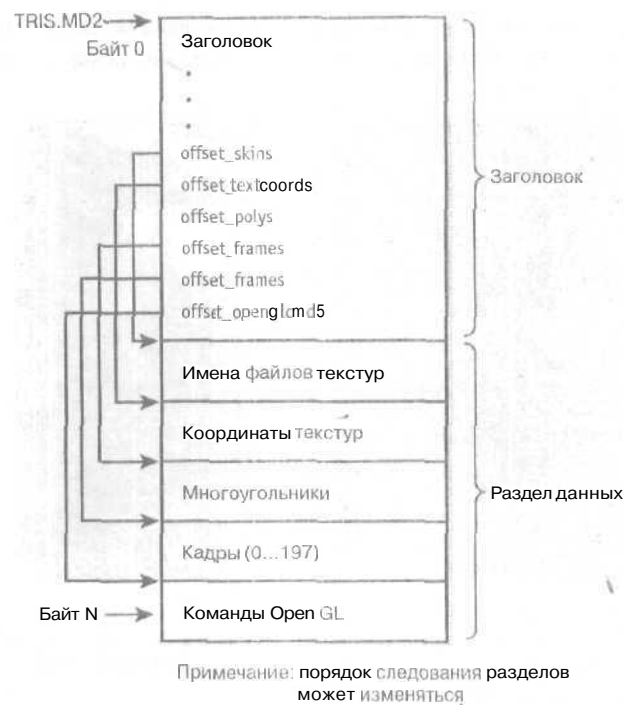 TRIS.MD2
Байт 0
Заголовок
offset_skins
offset_textcoords
offset_polys
offset_frames
offset_frames
offset_openglcmd5
Заголовок
Имена файлов текстур
Координаты текстур
Многоугольники
Кадры (0...197)
Раздел данных
Байт N
Команды Open GL
Примечание: порядок следования разделов
может изменяться